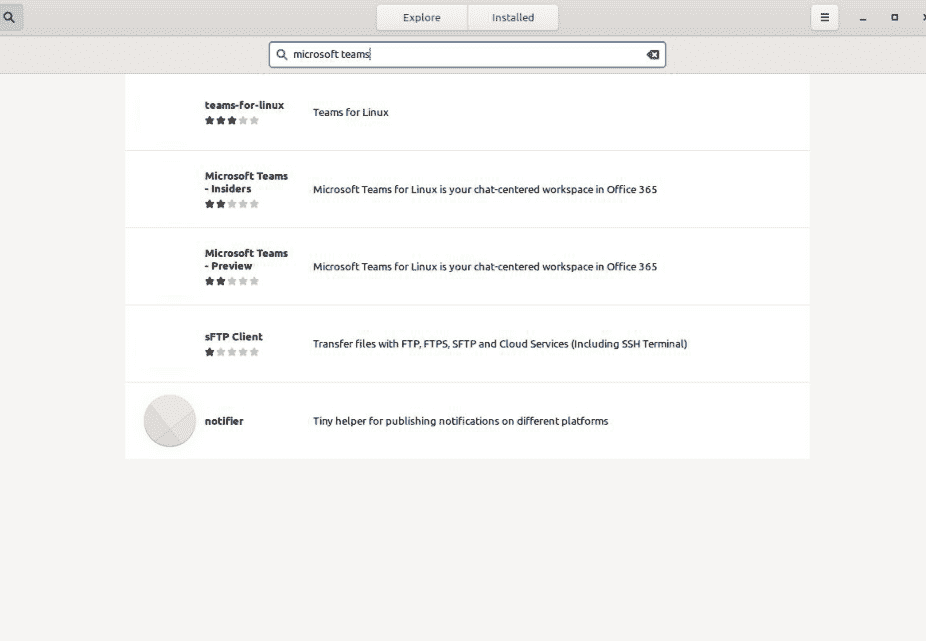 Explore Installed
microsoft teams
teams-for-linux
Teams for Linux
Microsoft Teams
- Insiders
Microsoft Teams for Linux is your chat-centered workspace in Office 365
Microsoft Teams
- Preview
Microsoft Teams for Linux is your chat-centered workspace in Office 365
sFTP Client
Transfer files with FTP, FTPS, SFTP and Cloud Services (Including SSH Terminal)
notifier
Tiny helper for publishing notifications on different platforms